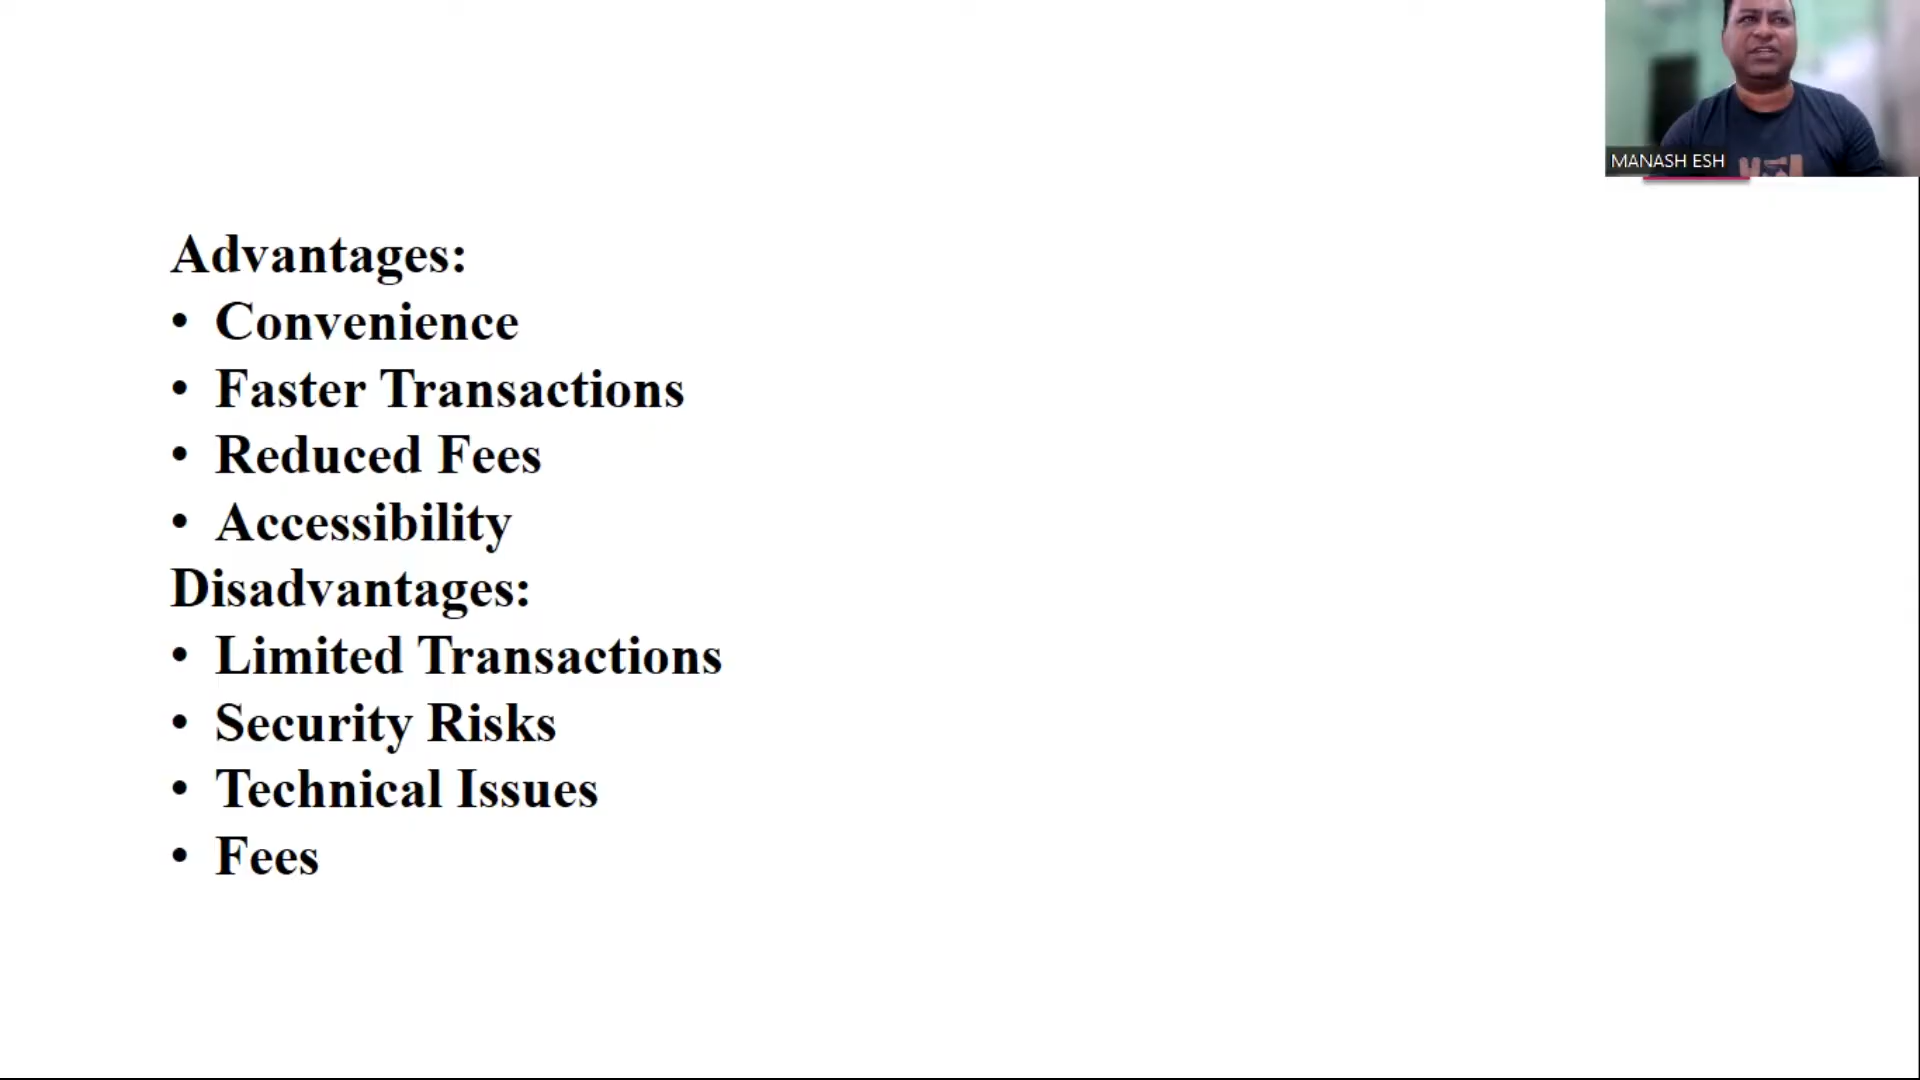 MANASH ESH
Advantages:
• Convenience
• Faster Transactions
• Reduced Fees
• Accessibility
Disadvantages:
• Limited Transactions
• Security Risks
• Technical Issues
• Fees